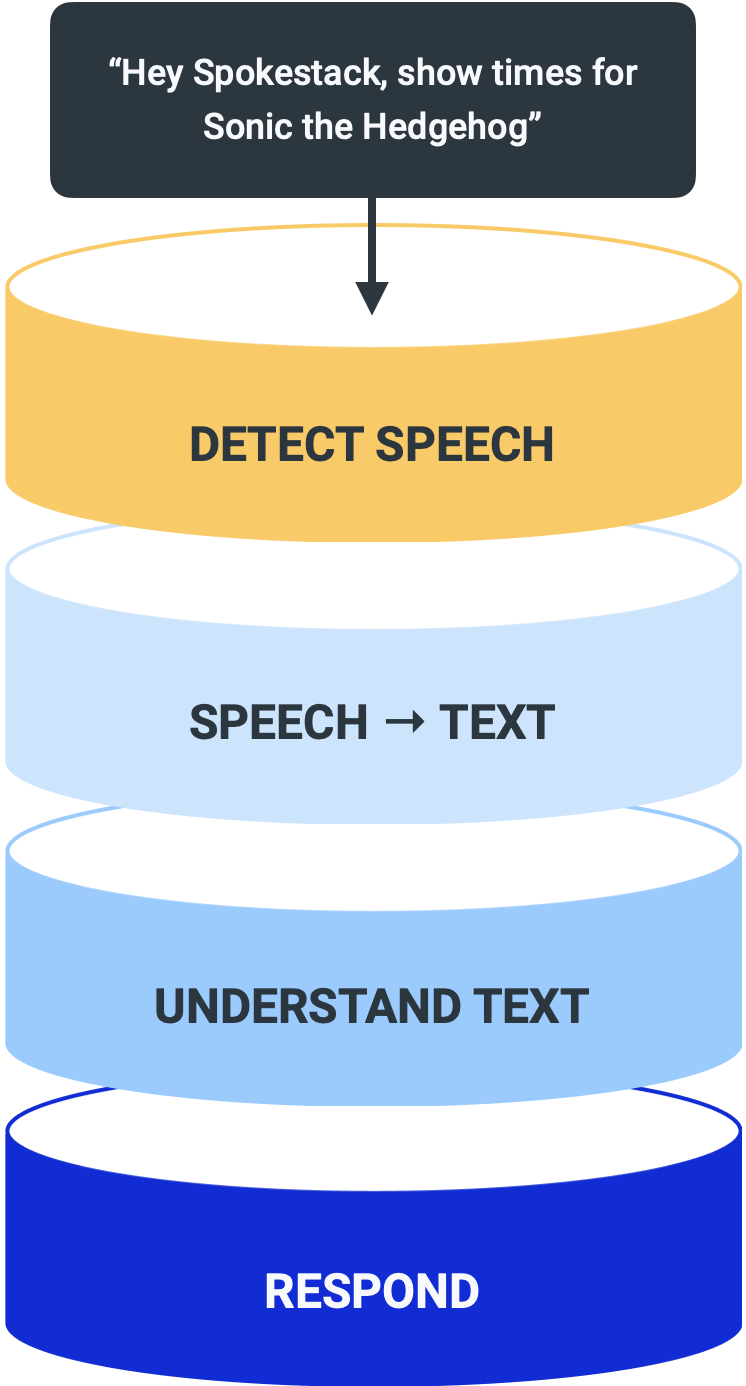 “Hey Spokestack, show times for
Sonic the Hedgehog”
DETECT SPEECH
SPEECH → TEXT
UNDERSTAND TEXT
RESPOND